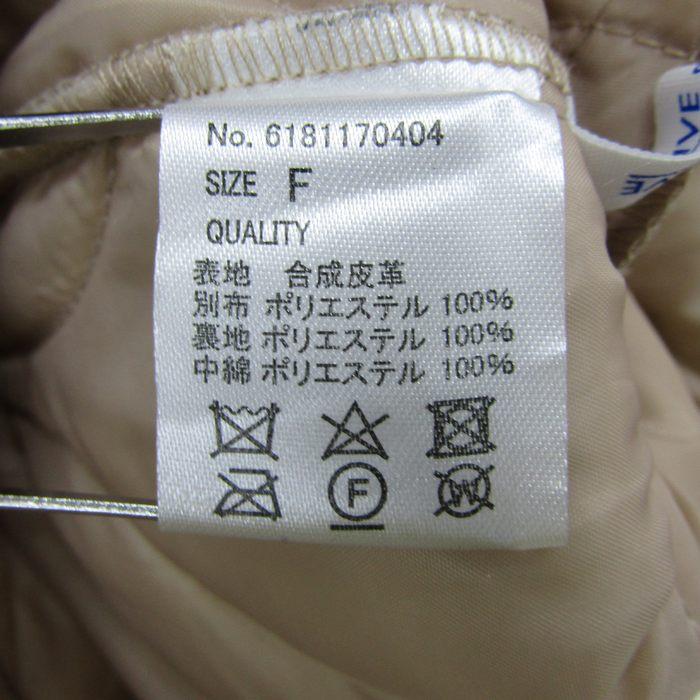 No. 6181170404
SIZE F
QUALITY
表地 合成皮革
別布 ポリエステル 100%
裏地 ポリエステル 100%
中綿 ポリエステル 100%
F
W
IVE